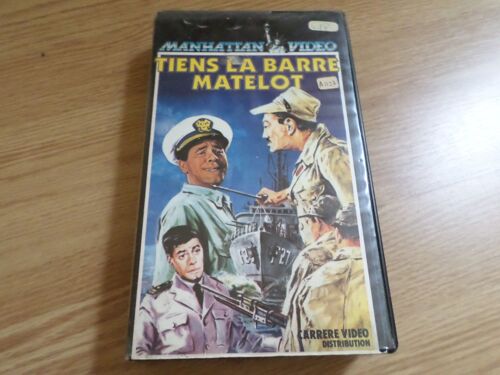 MANHATTAN VIDEO
TIENS LA BARRE
MATELOT
CARRERE VIDEO
DISTRIBUTION